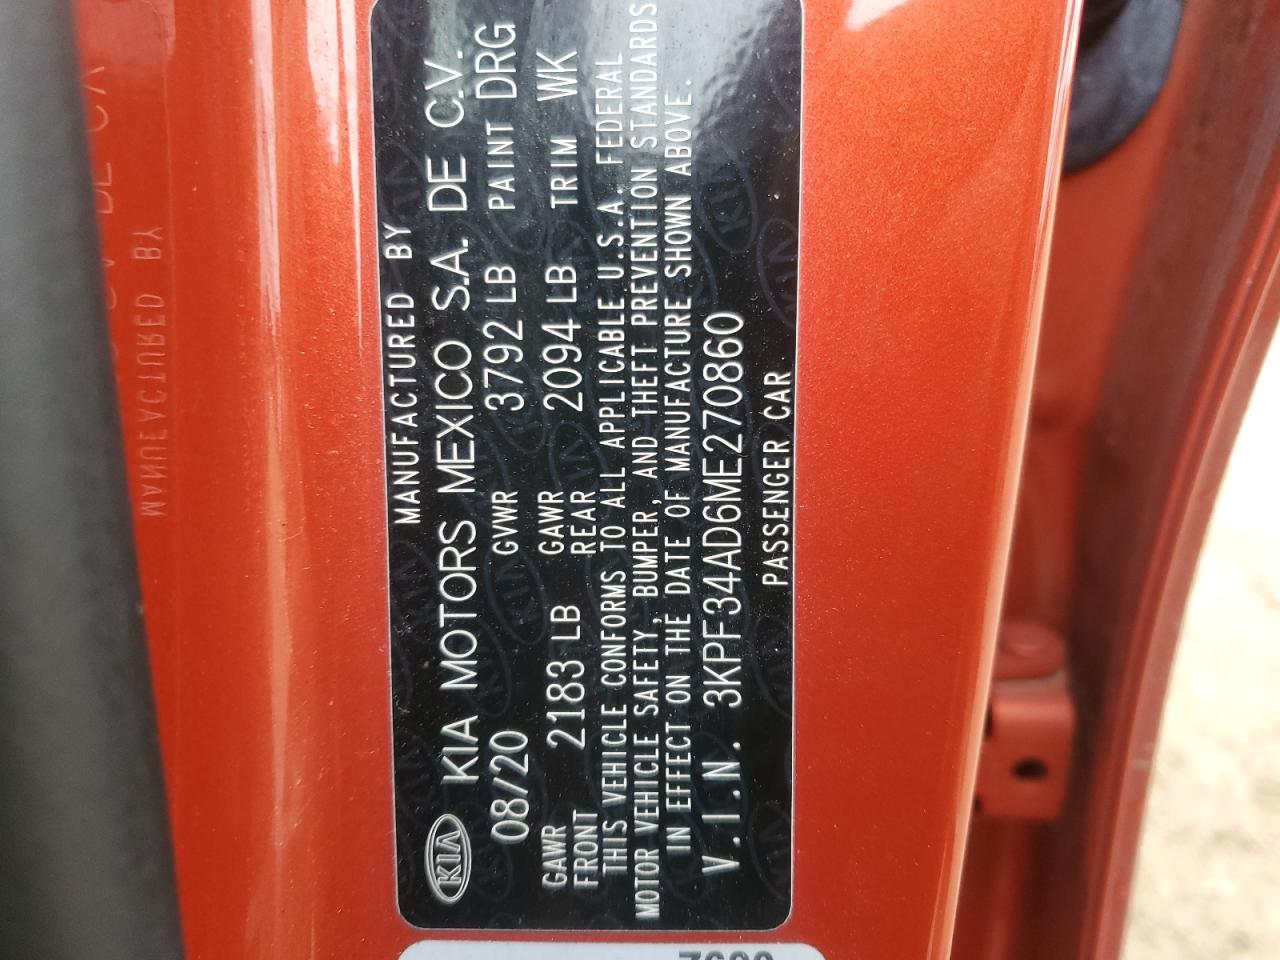 MANUFACTURED BY
KIA KIA MOTORS MEXICO S.A. DE C.V.
08/20 GVWR 3792 LB PAINT DRG
GAWR FRONT 2183 LB GAWR REAR 2094 LB TRIM WK
THIS VEHICLE CONFORMS TO ALL APPLICABLE U.S.A. FEDERAL
MOTOR VEHICLE SAFETY, BUMPER, AND THEFT PREVENTION STANDARDS
IN EFFECT ON THE DATE OF MANUFACTURE SHOWN ABOVE.
V.I.N. 3KPF34AD6ME270860
PASSENGER CAR